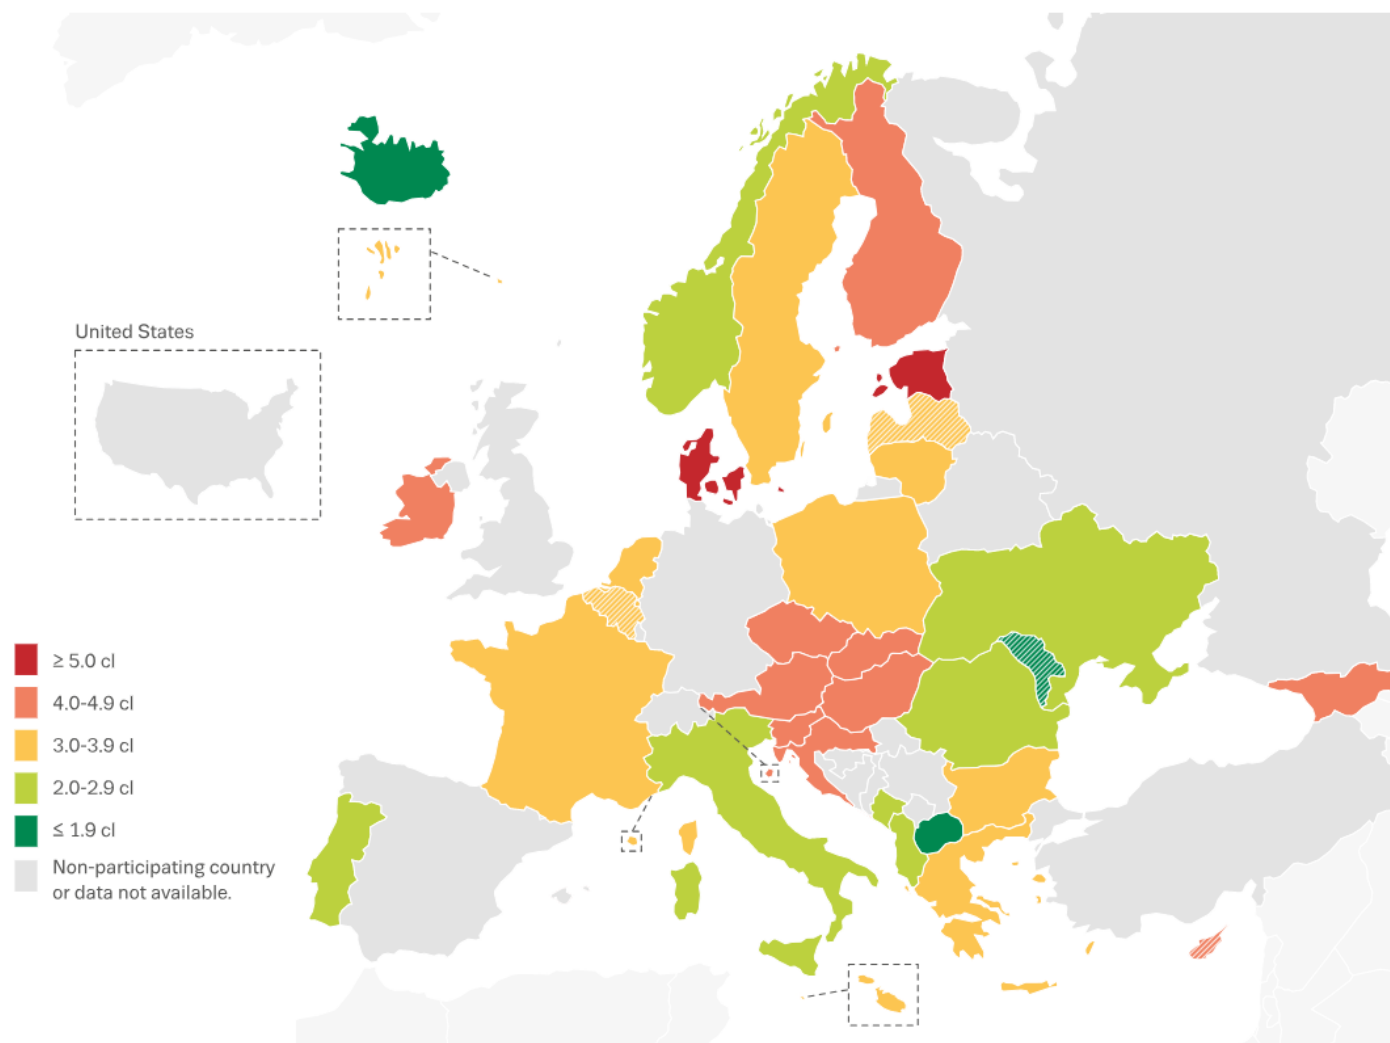 United States
≥ 5.0 cl
4.0-4.9 cl
3.0-3.9 cl
2.0-2.9 cl
≤ 1.9 cl
Non-participating country
or data not available.